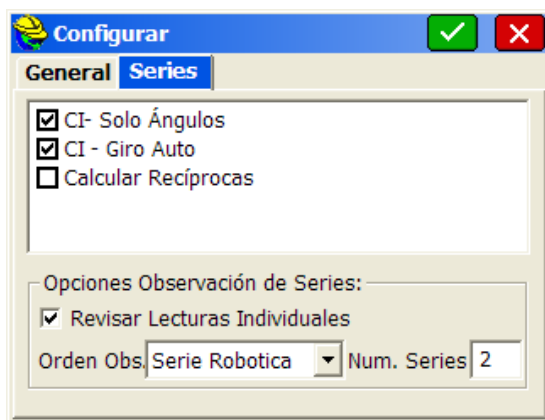 Configurar
General Series
CI- Solo Ángulos
CI - Giro Auto
Calcular Recíprocas
Opciones Observación de Series:
Revisar Lecturas Individuales
Orden Obs. Serie Robotica Num. Series 2